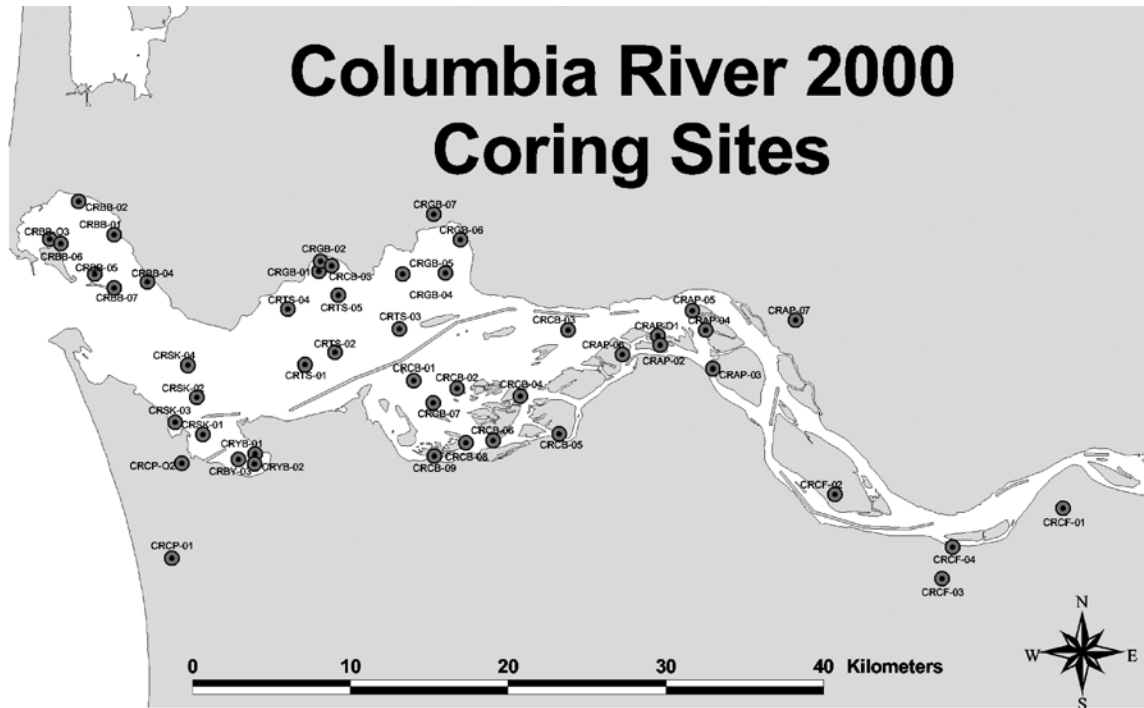 Columbia River 2000
Coring Sites
CRBB-02
CRGB-07
CRBB-01
CRBB-O3
CRGB-06
CRBB-06
CRGB-02
CRBB-05
CRBB-04
CRGB-01
CRCB-03
CRGB-05
CRBB-07
CRGB-04
CRTS-04
CRTS-05
CRAP-05
CRTS-03
CRCB-03
CRAP-04
CRAP-07
CRAP-D1
CRTS-02
CRAP-06
CRAP-02
CRSK-04
CRTS-01
CRCB-01
CRAP-03
CRSK-02
CRCB-02
CRCB-04
CRGB-07
CRSK-03
CRSK-01
CRYB-01
CRCB-06
CRCB-05
CRCP-O2
CRBY-03
CRYB-02
CRCB-08
CRCB-09
CRCF-02
CRCF-01
CRCP-01
CRCF-04
CRCF-03
N
W
E
S
0 10 20 30 40 Kilometers